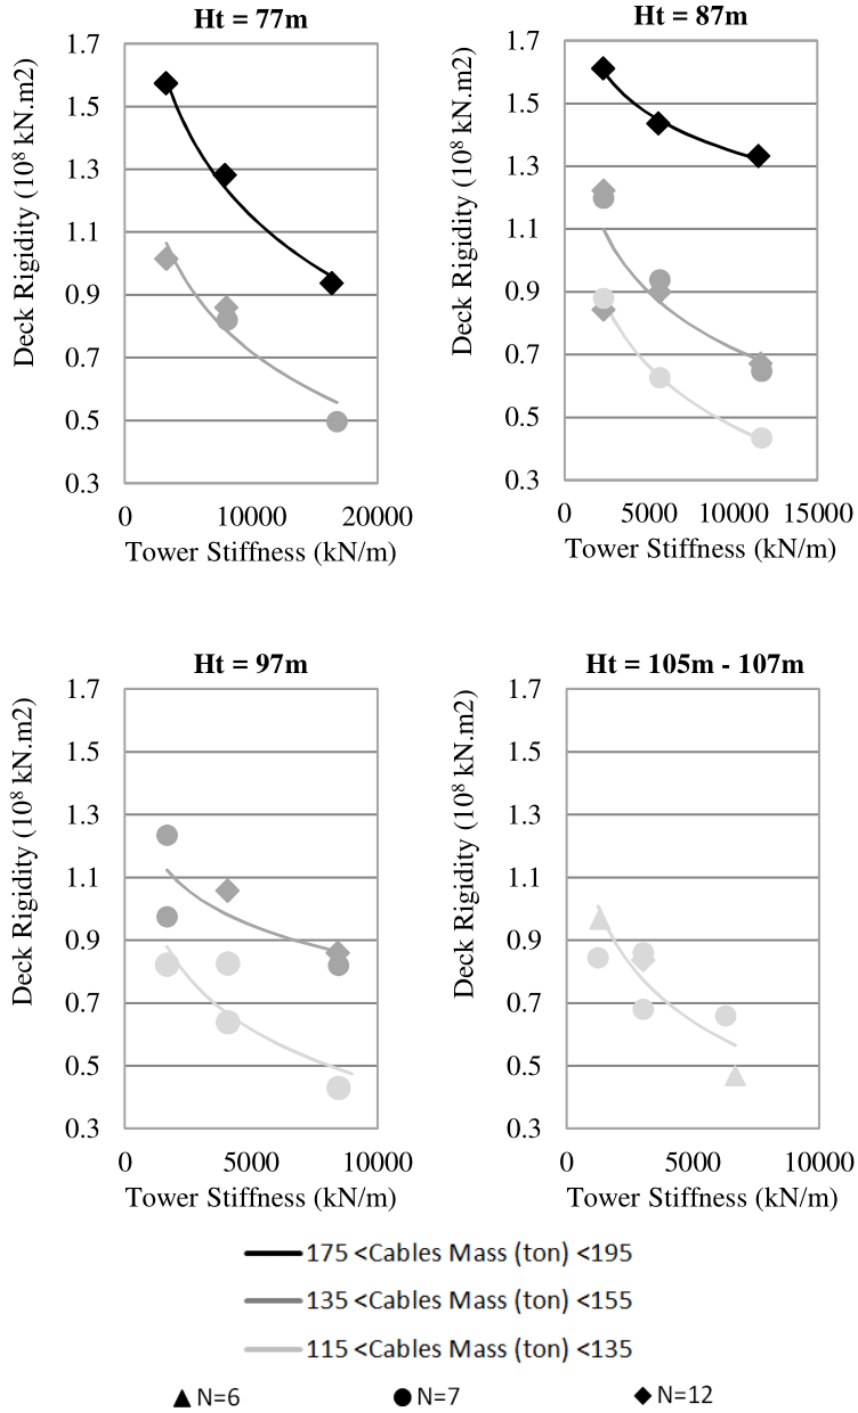 Ht = 77m
Deck Rigidity (10⁸ kN.m2)
1.7
1.5
1.3
1.1
0.9
0.7
0.5
0.3
0 10000 20000
Tower Stiffness (kN/m)
Ht = 87m
Deck Rigidity (10⁸ kN.m2)
1.7
1.5
1.3
1.1
0.9
0.7
0.5
0.3
0 5000 10000 15000
Tower Stiffness (kN/m)
Ht = 97m
Deck Rigidity (10⁸ kN.m2)
1.7
1.5
1.3
1.1
0.9
0.7
0.5
0.3
0 5000 10000
Tower Stiffness (kN/m)
Ht = 105m - 107m
Deck Rigidity (10⁸ kN.m2)
1.7
1.5
1.3
1.1
0.9
0.7
0.5
0.3
0 5000 10000
Tower Stiffness (kN/m)
175 <Cables Mass (ton) <195
135 <Cables Mass (ton) <155
115 <Cables Mass (ton) <135
N=6 N=7 N=12